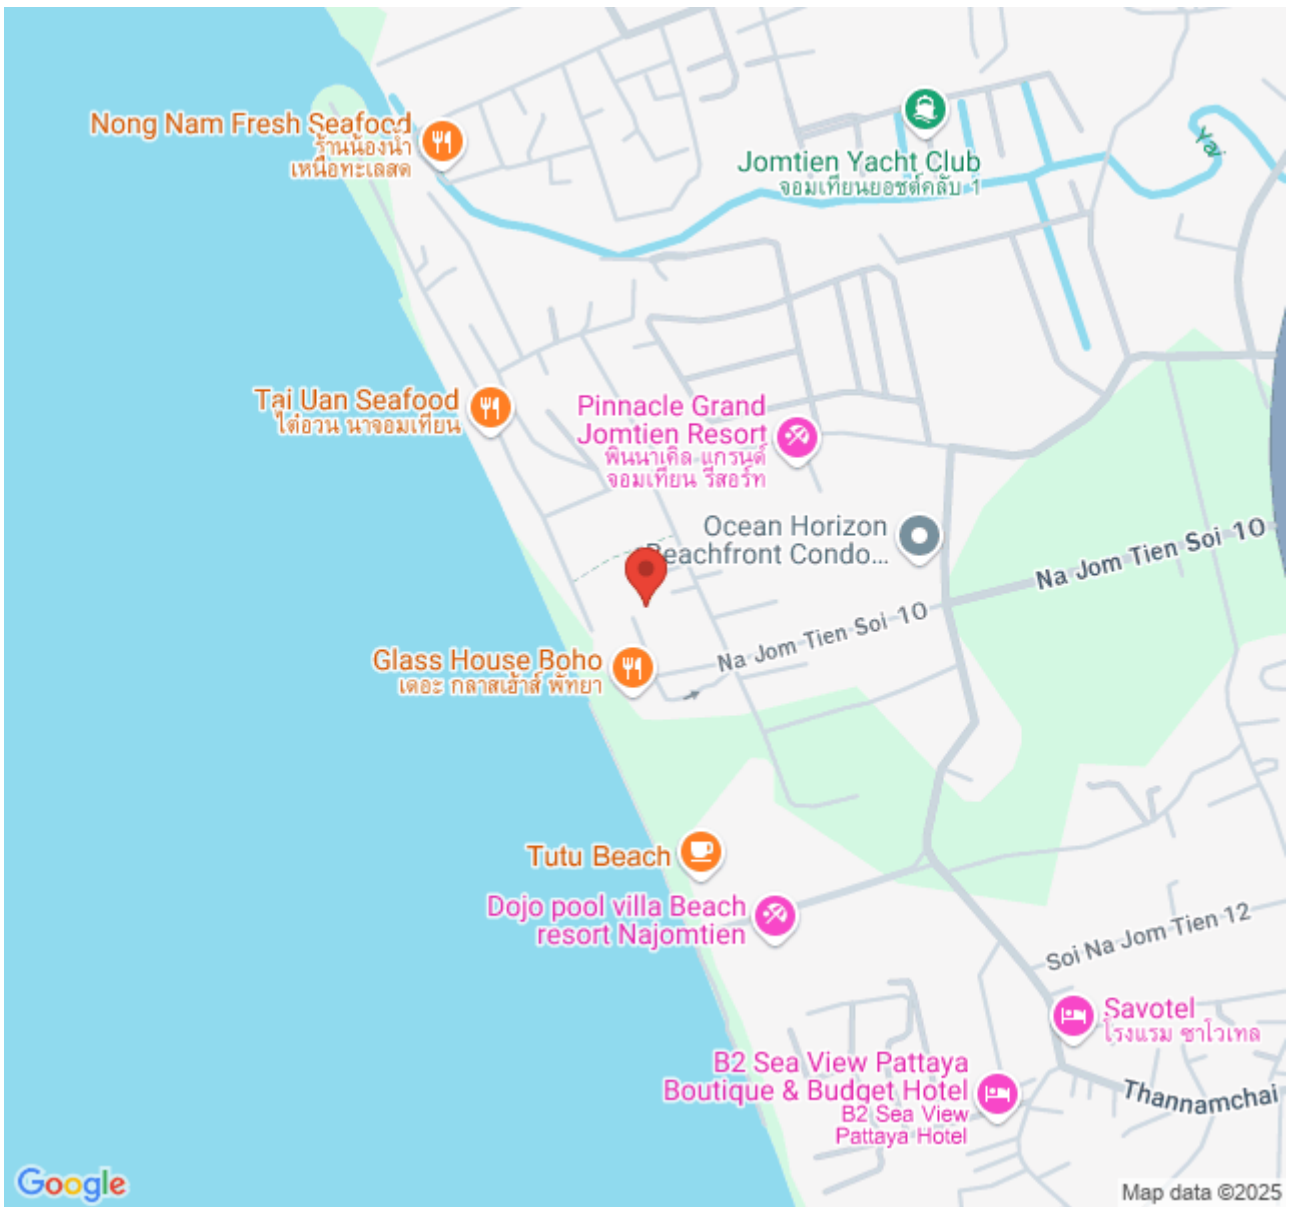 Nong Nam Fresh Seafood
ร้านน้องน้ำ
เหนือทะเลสด
Jomtien Yacht Club
จอมเทียนยอชต์คลับ 1
Yai
Tai Uan Seafood
ไต๋อวน นาจอมเทียน
Pinnacle Grand
Jomtien Resort
พินนาเคิล แกรนด์
จอมเทียน รีสอร์ท
Ocean Horizon
Beachfront Condo...
Na Jom Tien Soi 10
Na Jom Tien Soi 10
Glass House Boho
เดอะ กลาสเฮ้าส์ พัทยา
Tutu Beach
Dojo pool villa Beach
resort Najomtien
Soi Na Jom Tien 12
Savotel
โรงแรม ซาโวเทล
B2 Sea View Pattaya
Boutique & Budget Hotel
B2 Sea View
Pattaya Hotel
Thannamchai
Google
Map data ©2025